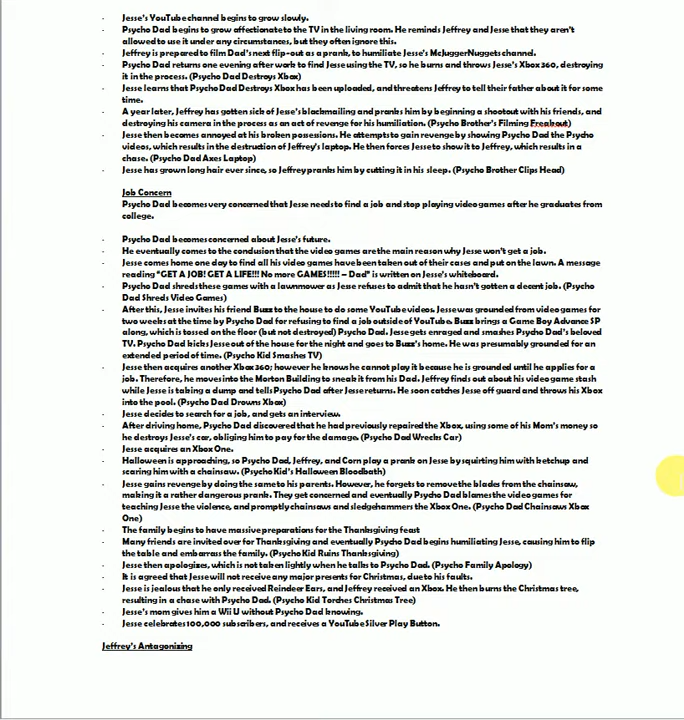 - Jesse's YouTube channel begins to grow slowly.
- Psycho Dad begins to grow affectionate to the TV in the living room. He reminds Jeffrey and Jesse that they aren't
allowed to use it under any circumstances, but they often ignore this.
- Jeffrey is prepared to film Dad's next flip-out as a prank, to humiliate Jesse's McJuggerNuggets channel.
- Psycho Dad returns one evening after work to find Jesse using the TV, so he burns and throws Jesse's Xbox 360, destroying
it in the process. (Psycho Dad Destroys Xbox)
- Jesse learns that Psycho Dad Destroys Xbox has been uploaded, and threatens Jeffrey to tell their father about it for some
time.
- A year later, Jeffrey has gotten sick of Jesse's blackmailing and pranks him by beginning a shootout with his friends, and
destroying his camera in the process as an act of revenge for his humiliation. (Psycho Brother's Filming Freakout)
- Jesse then becomes annoyed at his broken possessions. He attempts to gain revenge by showing Psycho Dad the Psycho
videos, which results in the destruction of Jeffrey's laptop. He then forces Jesse to show it to Jeffrey, which results in a
chase. (Psycho Dad Axes Laptop)
- Jesse has grown long hair ever since, so Jeffrey pranks him by cutting it in his sleep. (Psycho Brother Clips Head)
Job Concern
Psycho Dad becomes very concerned that Jesse needs to find a job and stop playing video games after he graduates from
college.
- Psycho Dad becomes concerned about Jesse's future.
- He eventually comes to the conclusion that the video games are the main reason why Jesse won't get a job.
- Jesse comes home one day to find all his video games have been taken out of their cases and put on the lawn. A message
reading "GET A JOB! GET A LIFE!!! No more GAMES!!!!! – Dad" is written on Jesse's whiteboard.
- Psycho Dad shreds these games with a lawnmower as Jesse refuses to admit that he hasn't gotten a decent job. (Psycho
Dad Shreds Video Games)
- After this, Jesse invites his friend Buzz to the house to do some YouTube videos. Jesse was grounded from video games for
two weeks at the time by Psycho Dad for refusing to find a job outside of YouTube. Buzz brings a Game Boy Advance SP
along, which is tossed on the floor (but not destroyed) Psycho Dad. Jesse gets enraged and smashes Psycho Dad's beloved
TV. Psycho Dad kicks Jesse out of the house for the night and goes to Buzz's home. He was presumably grounded for an
extended period of time. (Psycho Kid Smashes TV)
- Jesse then acquires another Xbox 360; however he knows he cannot play it because he is grounded until he applies for a
job. Therefore, he moves into the Morton Building to sneak it from his Dad. Jeffrey finds out about his video game stash
while Jesse is taking a dump and tells Psycho Dad after Jesse returns. He soon catches Jesse off guard and throws his Xbox
into the pool. (Psycho Dad Drowns Xbox)
- Jesse decides to search for a job, and gets an interview.
- After driving home, Psycho Dad discovered that he had previously repaired the Xbox, using some of his Mom's money so
he destroys Jesse's car, obliging him to pay for the damage. (Psycho Dad Wrecks Car)
- Jesse acquires an Xbox One.
- Halloween is approaching, so Psycho Dad, Jeffrey, and Corn play a prank on Jesse by squirting him with ketchup and
scaring him with a chainsaw. (Psycho Kid's Halloween Bloodbath)
- Jesse gains revenge by doing the same to his parents. However, he forgets to remove the blades from the chainsaw,
making it a rather dangerous prank. They get concerned and eventually Psycho Dad blames the video games for
teaching Jesse the violence, and promptly chainsaws and sledgehammers the Xbox One. (Psycho Dad Chainsaws Xbox
One)
- The family begins to have massive preparations for the Thanksgiving feast
- Many friends are invited over for Thanksgiving and eventually Psycho Dad begins humiliating Jesse, causing him to flip
the table and embarrass the family. (Psycho Kid Ruins Thanksgiving)
- Jesse then apologizes, which is not taken lightly when he talks to Psycho Dad. (Psycho Family Apology)
- It is agreed that Jesse will not receive any major presents for Christmas, due to his faults.
- Jesse is jealous that he only received Reindeer Ears, and Jeffrey received an Xbox. He then burns the Christmas tree,
resulting in a chase with Psycho Dad. (Psycho Kid Torches Christmas Tree)
- Jesse's mom gives him a Wii U without Psycho Dad knowing.
- Jesse celebrates 100,000 subscribers, and receives a YouTube Silver Play Button.
Jeffrey's Antagonizing